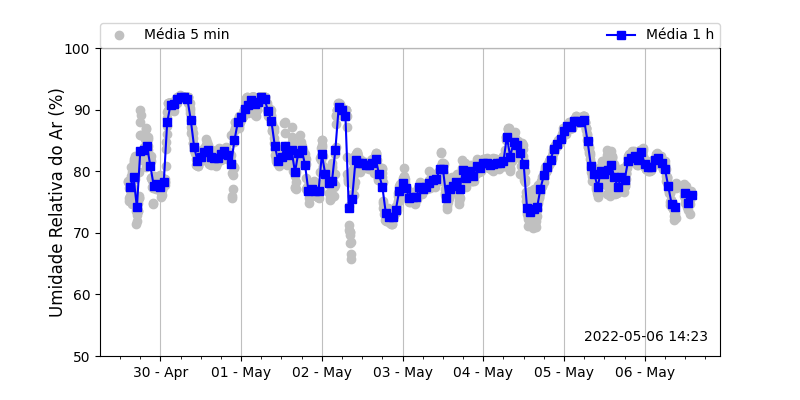 Média 5 min
Média 1 h
Umidade Relativa do Ar (%)
100
90
80
70
60
50
2022-05-06 14:23
30 - Apr
01 - May
02 - May
03 - May
04 - May
05 - May
06 - May